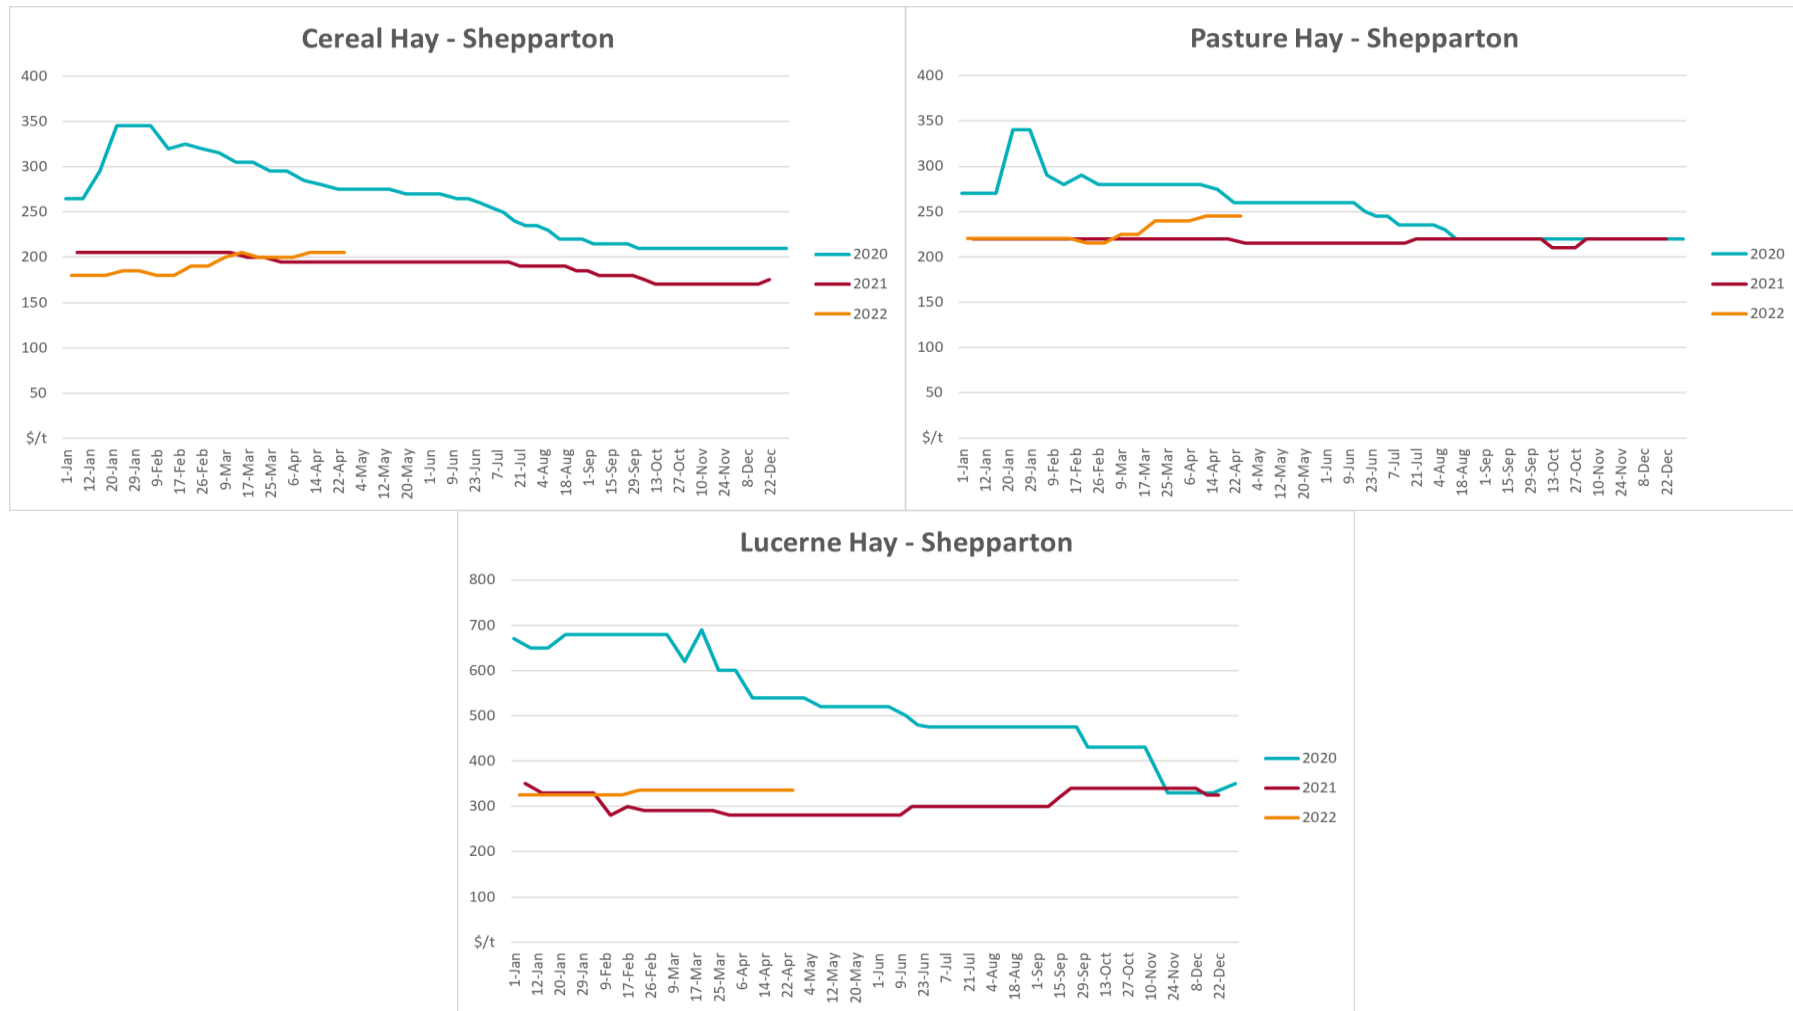 Cereal Hay - Shepparton
400
350
300
250
200
150
100
50
$/t
1-Jan
12-Jan
20-Jan
29-Jan
9-Feb
17-Feb
26-Feb
9-Mar
17-Mar
25-Mar
6-Apr
14-Apr
22-Apr
4-May
12-May
20-May
1-Jun
9-Jun
23-Jun
7-Jul
21-Jul
4-Aug
18-Aug
1-Sep
15-Sep
29-Sep
13-Oct
27-Oct
10-Nov
24-Nov
8-Dec
22-Dec
2020
2021
2022
Pasture Hay - Shepparton
400
350
300
250
200
150
100
50
$/t
1-Jan
12-Jan
20-Jan
29-Jan
9-Feb
17-Feb
26-Feb
9-Mar
17-Mar
25-Mar
6-Apr
14-Apr
22-Apr
4-May
12-May
20-May
1-Jun
9-Jun
23-Jun
7-Jul
21-Jul
4-Aug
18-Aug
1-Sep
15-Sep
29-Sep
13-Oct
27-Oct
10-Nov
24-Nov
8-Dec
22-Dec
2020
2021
2022
Lucerne Hay - Shepparton
800
700
600
500
400
300
200
100
$/t
1-Jan
12-Jan
20-Jan
29-Jan
9-Feb
17-Feb
26-Feb
9-Mar
17-Mar
25-Mar
6-Apr
14-Apr
22-Apr
4-May
12-May
20-May
1-Jun
9-Jun
23-Jun
7-Jul
21-Jul
4-Aug
18-Aug
1-Sep
15-Sep
29-Sep
13-Oct
27-Oct
10-Nov
24-Nov
8-Dec
22-Dec
2020
2021
2022